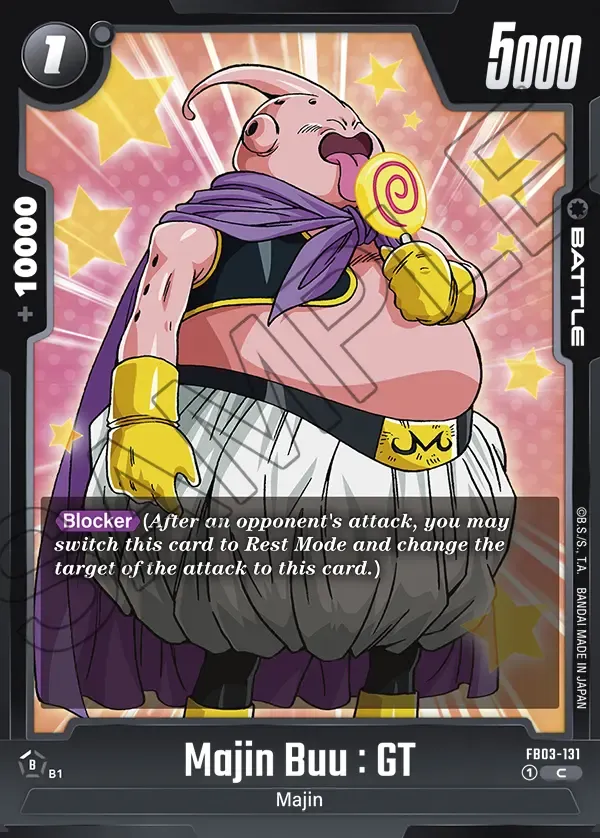 1
5000
+ 10000
BATTLE
SAMPLE
Blocker (After an opponent's attack, you may
switch this card to Rest Mode and change the
target of the attack to this card.)
©B.S./S., T.A. BANDAI MADE IN JAPAN
B
B1
Majin Buu : GT
FB03-131
1 C
Majin